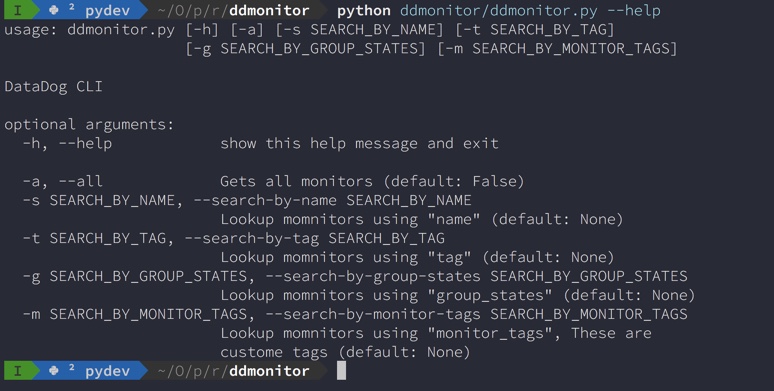 I ² pydev ~/O/p/r/ddmonitor python ddmonitor/ddmonitor.py --help
usage: ddmonitor.py [-h] [-a] [-s SEARCH_BY_NAME] [-t SEARCH_BY_TAG]
[-g SEARCH_BY_GROUP_STATES] [-m SEARCH_BY_MONITOR_TAGS]
DataDog CLI
optional arguments:
-h, --help show this help message and exit
-a, --all Gets all monitors (default: False)
-s SEARCH_BY_NAME, --search-by-name SEARCH_BY_NAME
Lookup momnitors using "name" (default: None)
-t SEARCH_BY_TAG, --search-by-tag SEARCH_BY_TAG
Lookup momnitors using "tag" (default: None)
-g SEARCH_BY_GROUP_STATES, --search-by-group-states SEARCH_BY_GROUP_STATES
Lookup momnitors using "group_states" (default: None)
-m SEARCH_BY_MONITOR_TAGS, --search-by-monitor-tags SEARCH_BY_MONITOR_TAGS
Lookup momnitors using "monitor_tags", These are
custome tags (default: None)
I ² pydev ~/O/p/r/ddmonitor